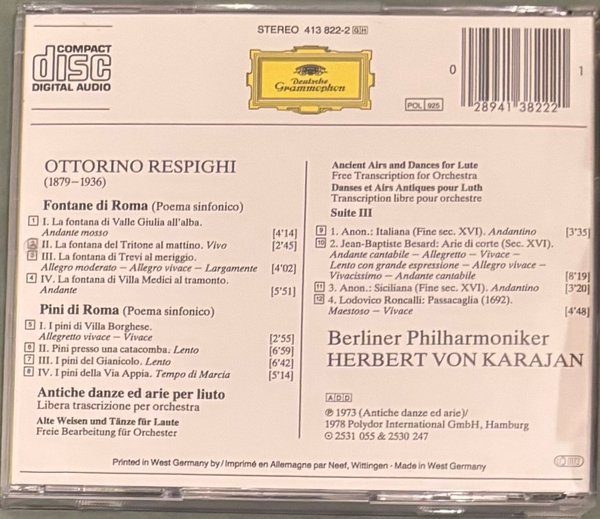 COMPACT
disc
DIGITAL AUDIO
STEREO 413 822-2 GH
Deutsche
Grammophon
POL 925
0 28941 38222 1
OTTORINO RESPIGHI
(1879–1936)
Fontane di Roma (Poema sinfonico)
1 I. La fontana di Valle Giulia all'alba.
Andante mosso [4'14]
2 II. La fontana del Tritone al mattino. Vivo [2'45]
3 III. La fontana di Trevi al meriggio.
Allegro moderato – Allegro vivace – Largamente [4'02]
4 IV. La fontana di Villa Medici al tramonto.
Andante [5'51]
Pini di Roma (Poema sinfonico)
5 I. I pini di Villa Borghese.
Allegretto vivace – Vivace [2'55]
6 II. Pini presso una catacomba. Lento [6'59]
7 III. I pini del Gianicolo. Lento [6'42]
8 IV. I pini della Via Appia. Tempo di Marcia [5'14]
Antiche danze ed arie per liuto
Libera trascrizione per orchestra
Alte Weisen und Tänze für Laute
Freie Bearbeitung für Orchester
Ancient Airs and Dances for Lute
Free Transcription for Orchestra
Danses et Airs Antiques pour Luth
Transcription libre pour orchestre
Suite III
9 1. Anon.: Italiana (Fine sec. XVI). Andantino [3'35]
10 2. Jean-Baptiste Besard: Arie di corte (Sec. XVI).
Andante cantabile – Allegretto – Vivace –
Lento con grande espressione – Allegro vivace –
Vivacissimo – Andante cantabile [8'19]
11 3. Anon.: Siciliana (Fine sec. XVI). Andantino [3'20]
12 4. Lodovico Roncalli: Passacaglia (1692).
Maestoso – Vivace [4'48]
Berliner Philharmoniker
HERBERT VON KARAJAN
ADD
℗ 1973 (Antiche danze ed arie)/
1978 Polydor International GmbH, Hamburg
⊙ 2531 055 & 2530 247
Printed in West Germany by/Imprimé en Allemagne par Neef, Wittingen · Made in West Germany